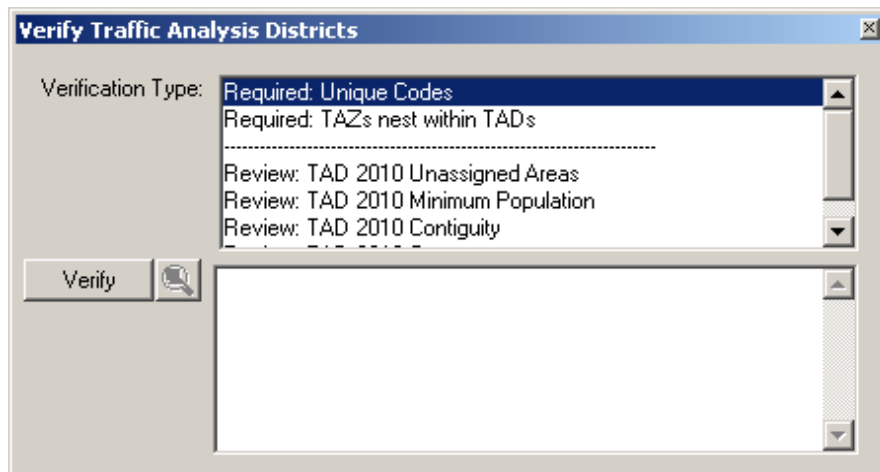 Verify Traffic Analysis Districts
Verification Type:
Required: Unique Codes
Required: TAZs nest within TADs
------------------------------------------------------------------------
Review: TAD 2010 Unassigned Areas
Review: TAD 2010 Minimum Population
Review: TAD 2010 Contiguity
Verify